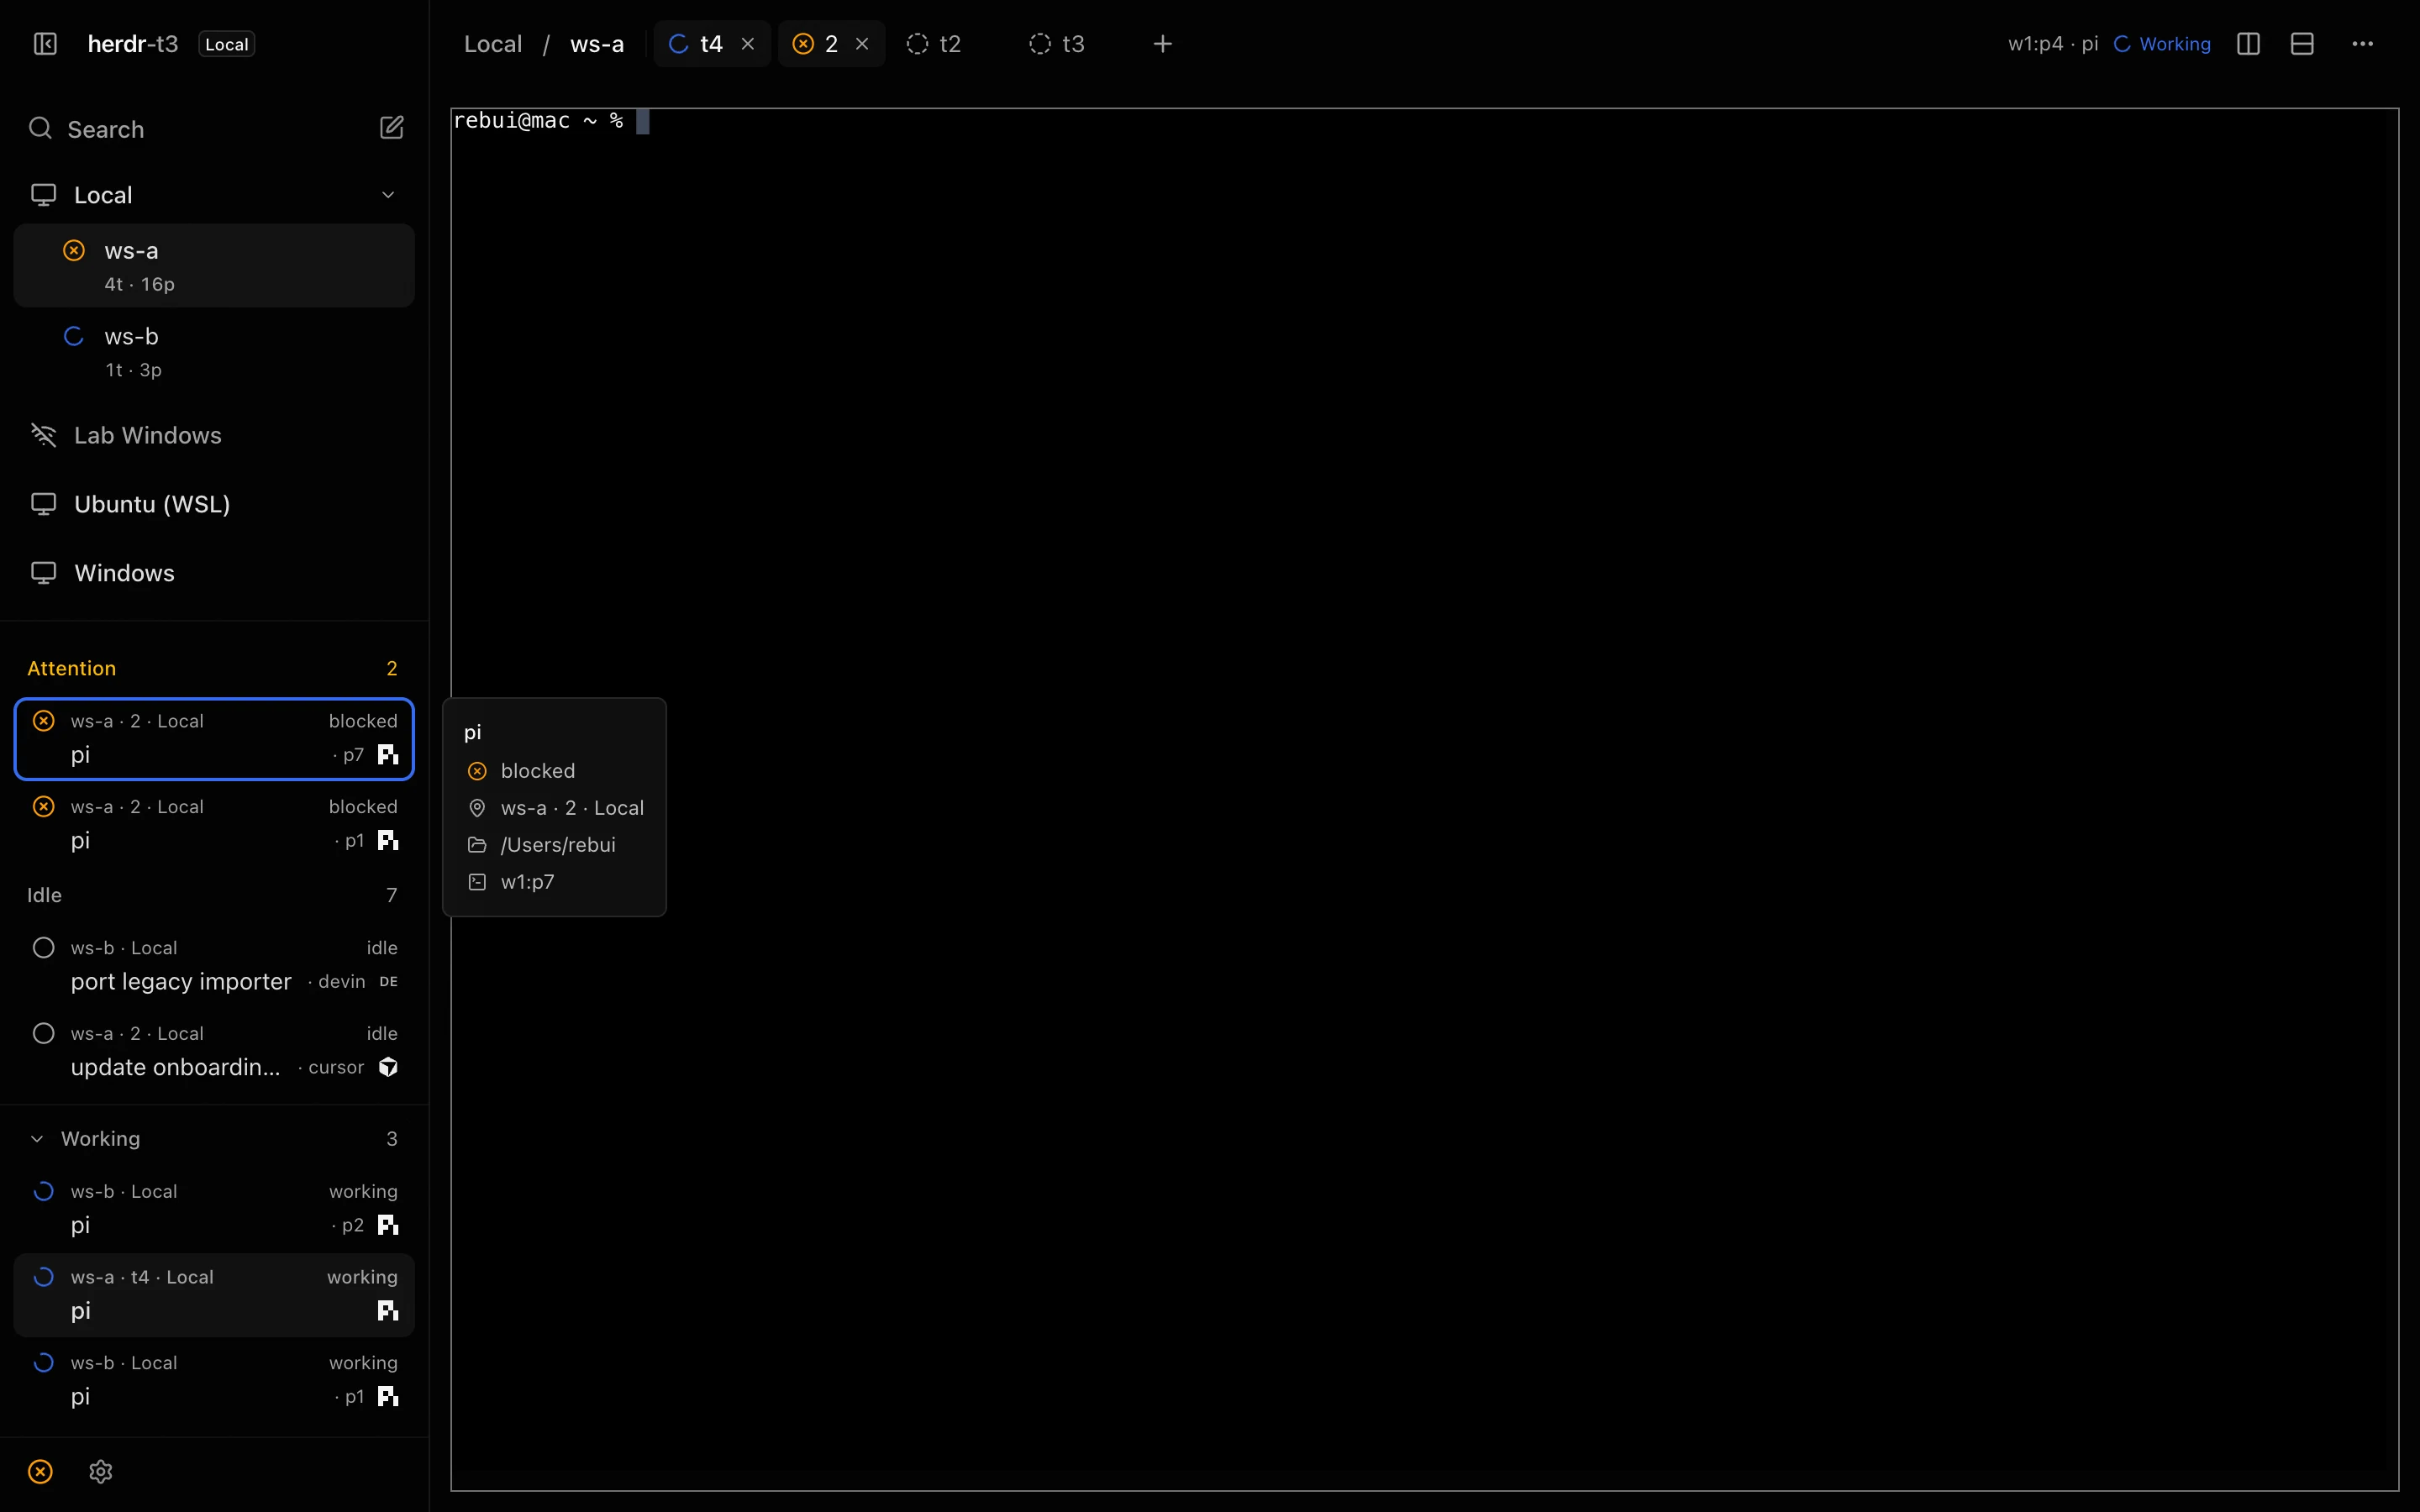 herdr-t3 Local
Search
Local
ws-a
4t · 16p
ws-b
1t · 3p
Lab Windows
Ubuntu (WSL)
Windows
Attention 2
ws-a · 2 · Local blocked
pi · p7
ws-a · 2 · Local blocked
pi · p1
Idle 7
ws-b · Local idle
port legacy importer · devin DE
ws-a · 2 · Local idle
update onboardin... · cursor
Working 3
ws-b · Local working
pi · p2
ws-a · t4 · Local working
pi
ws-b · Local working
pi · p1
Local / ws-a t4 2 t2 t3 w1:p4 · pi Working
rebui@mac ~ %
pi
blocked
ws-a · 2 · Local
/Users/rebui
w1:p7